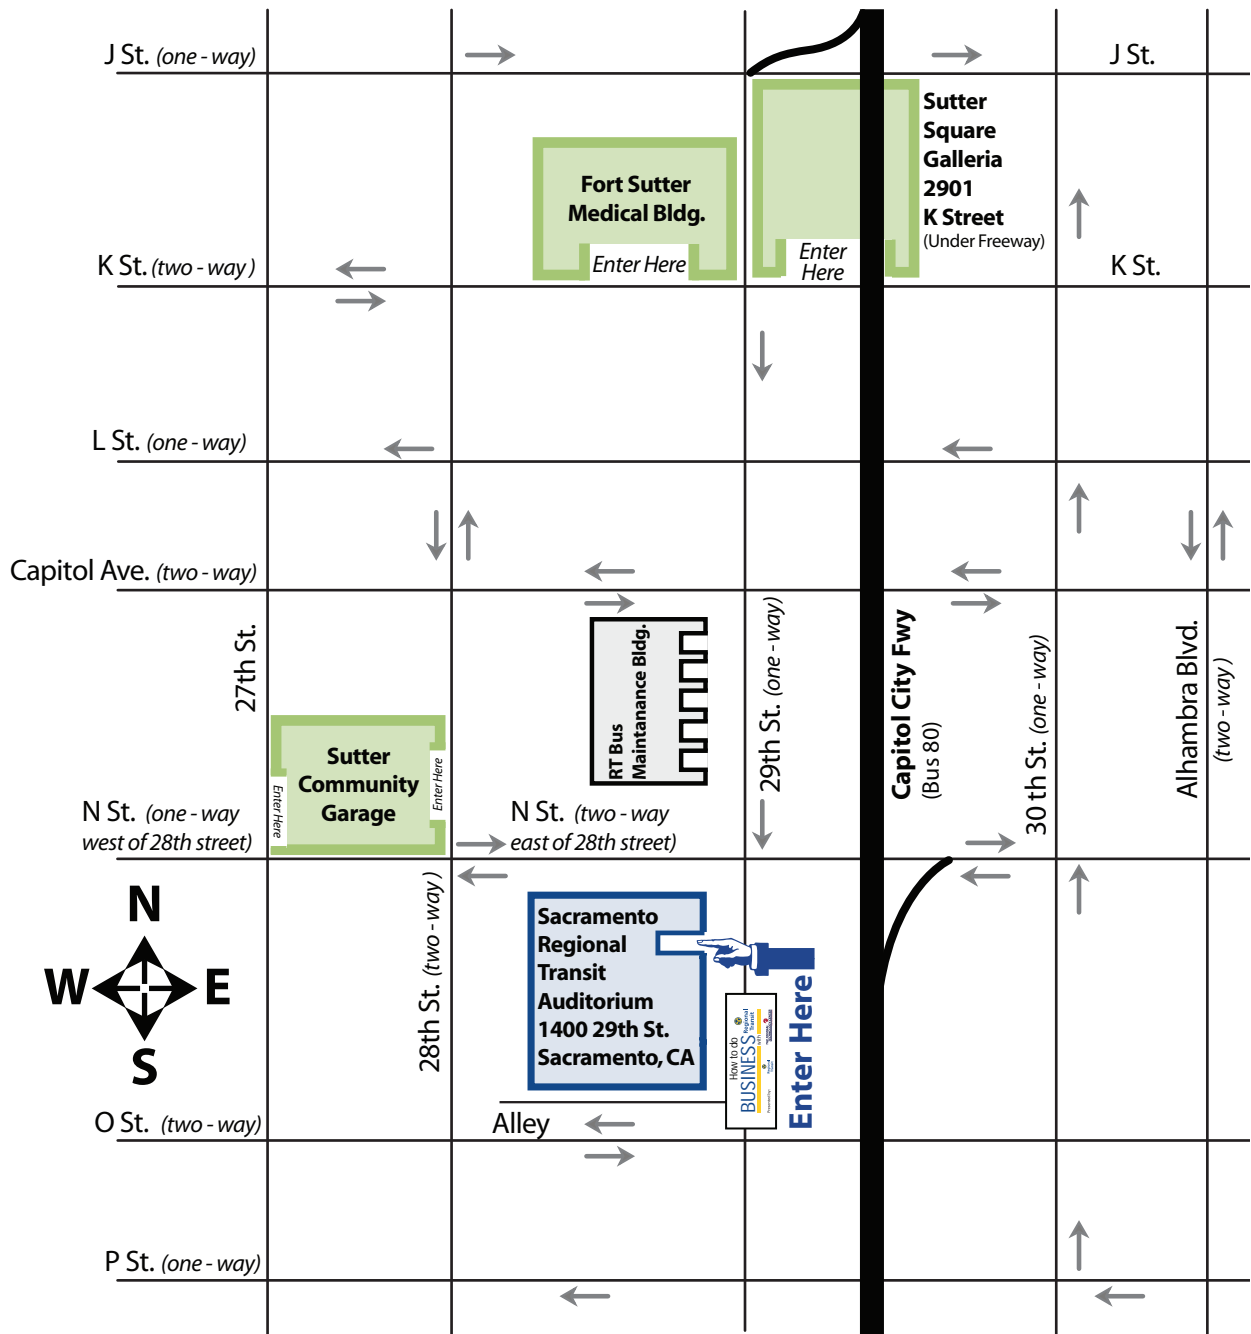 J St. (one - way)
J St.
Sutter
Square
Galleria
2901
K Street
(Under Freeway)
Fort Sutter
Medical Bldg.
Enter Here
Enter
Here
K St. (two - way )
K St.
L St. (one - way)
Capitol Ave. (two - way)
27th St.
RT Bus
Maintanance Bldg.
29th St. (one - way)
Capitol City Fwy
(Bus 80)
30 th St. (one - way)
Alhambra Blvd.
(two - way )
Sutter
Community
Garage
Enter Here
Enter Here
N St. (one - way
west of 28th street)
N St. (two - way
east of 28th street)
N
W E
S
28th St. (two - way )
Sacramento
Regional
Transit
Auditorium
1400 29th St.
Sacramento, CA
Enter Here
How to do
BUSINESS
with
Regional
Transit
Alley
O St. (two - way)
P St. (one - way)